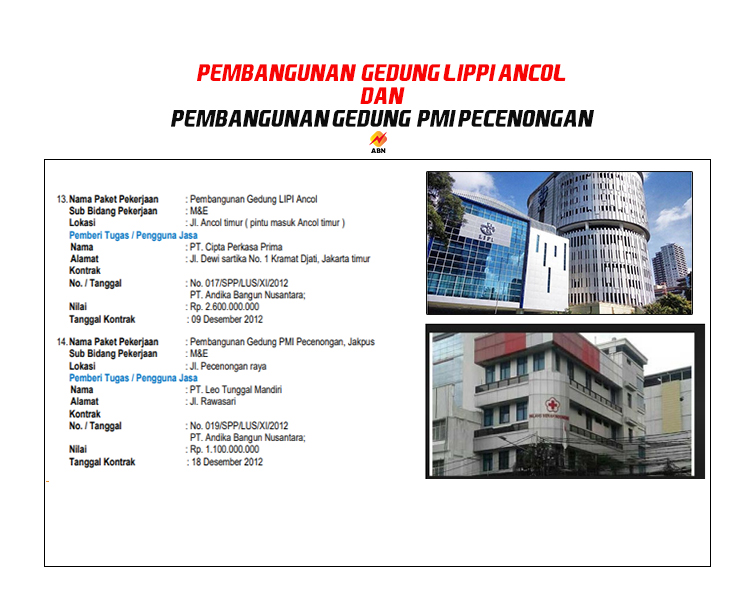 PEMBANGUNAN GEDUNG LIPPI ANCOL
DAN
PEMBANGUNAN GEDUNG PMI PECENONGAN
ABN
13. Nama Paket Pekerjaan : Pembangunan Gedung LIPI Ancol
Sub Bidang Pekerjaan : M&E
Lokasi : Jl. Ancol timur ( pintu masuk Ancol timur )
Pemberi Tugas / Pengguna Jasa
Nama : PT. Cipta Perkasa Prima
Alamat : Jl. Dewi sartika No. 1 Kramat Djati, Jakarta timur
Kontrak
No. / Tanggal : No. 017/SPP/LUS/XI/2012
PT. Andika Bangun Nusantara;
Nilai : Rp. 2.600.000.000
Tanggal Kontrak : 09 Desember 2012
14. Nama Paket Pekerjaan : Pembangunan Gedung PMI Pecenongan, Jakpus
Sub Bidang Pekerjaan : M&E
Lokasi : Jl. Pecenongan raya
Pemberi Tugas / Pengguna Jasa
Nama : PT. Leo Tunggal Mandiri
Alamat : Jl. Rawasari
Kontrak
No. / Tanggal : No. 019/SPP/LUS/XI/2012
PT. Andika Bangun Nusantara;
Nilai : Rp. 1.100.000.000
Tanggal Kontrak : 18 Desember 2012
LIPI